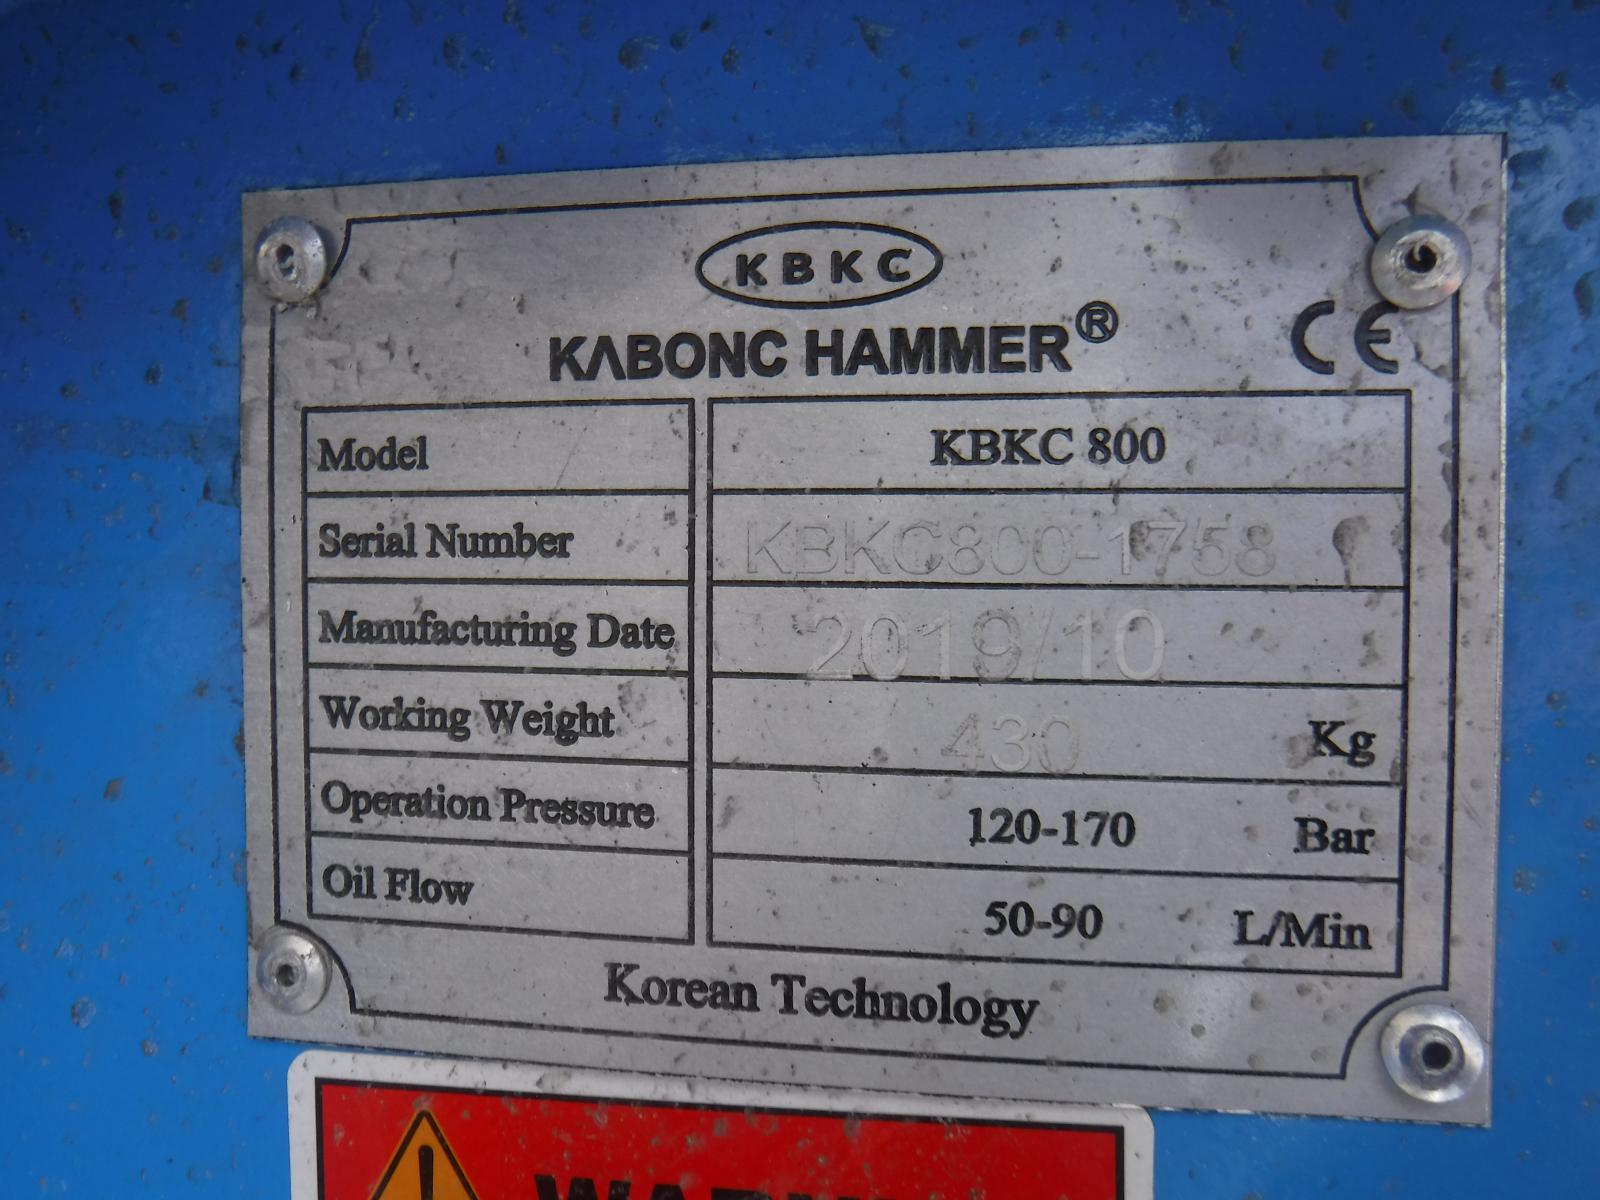 KBKC
KABONC HAMMER®
CE
Model KBKC 800
Serial Number KBKC800-1758
Manufacturing Date 2019/10
Working Weight 430 Kg
Operation Pressure 120-170 Bar
Oil Flow 50-90 L/Min
Korean Technology